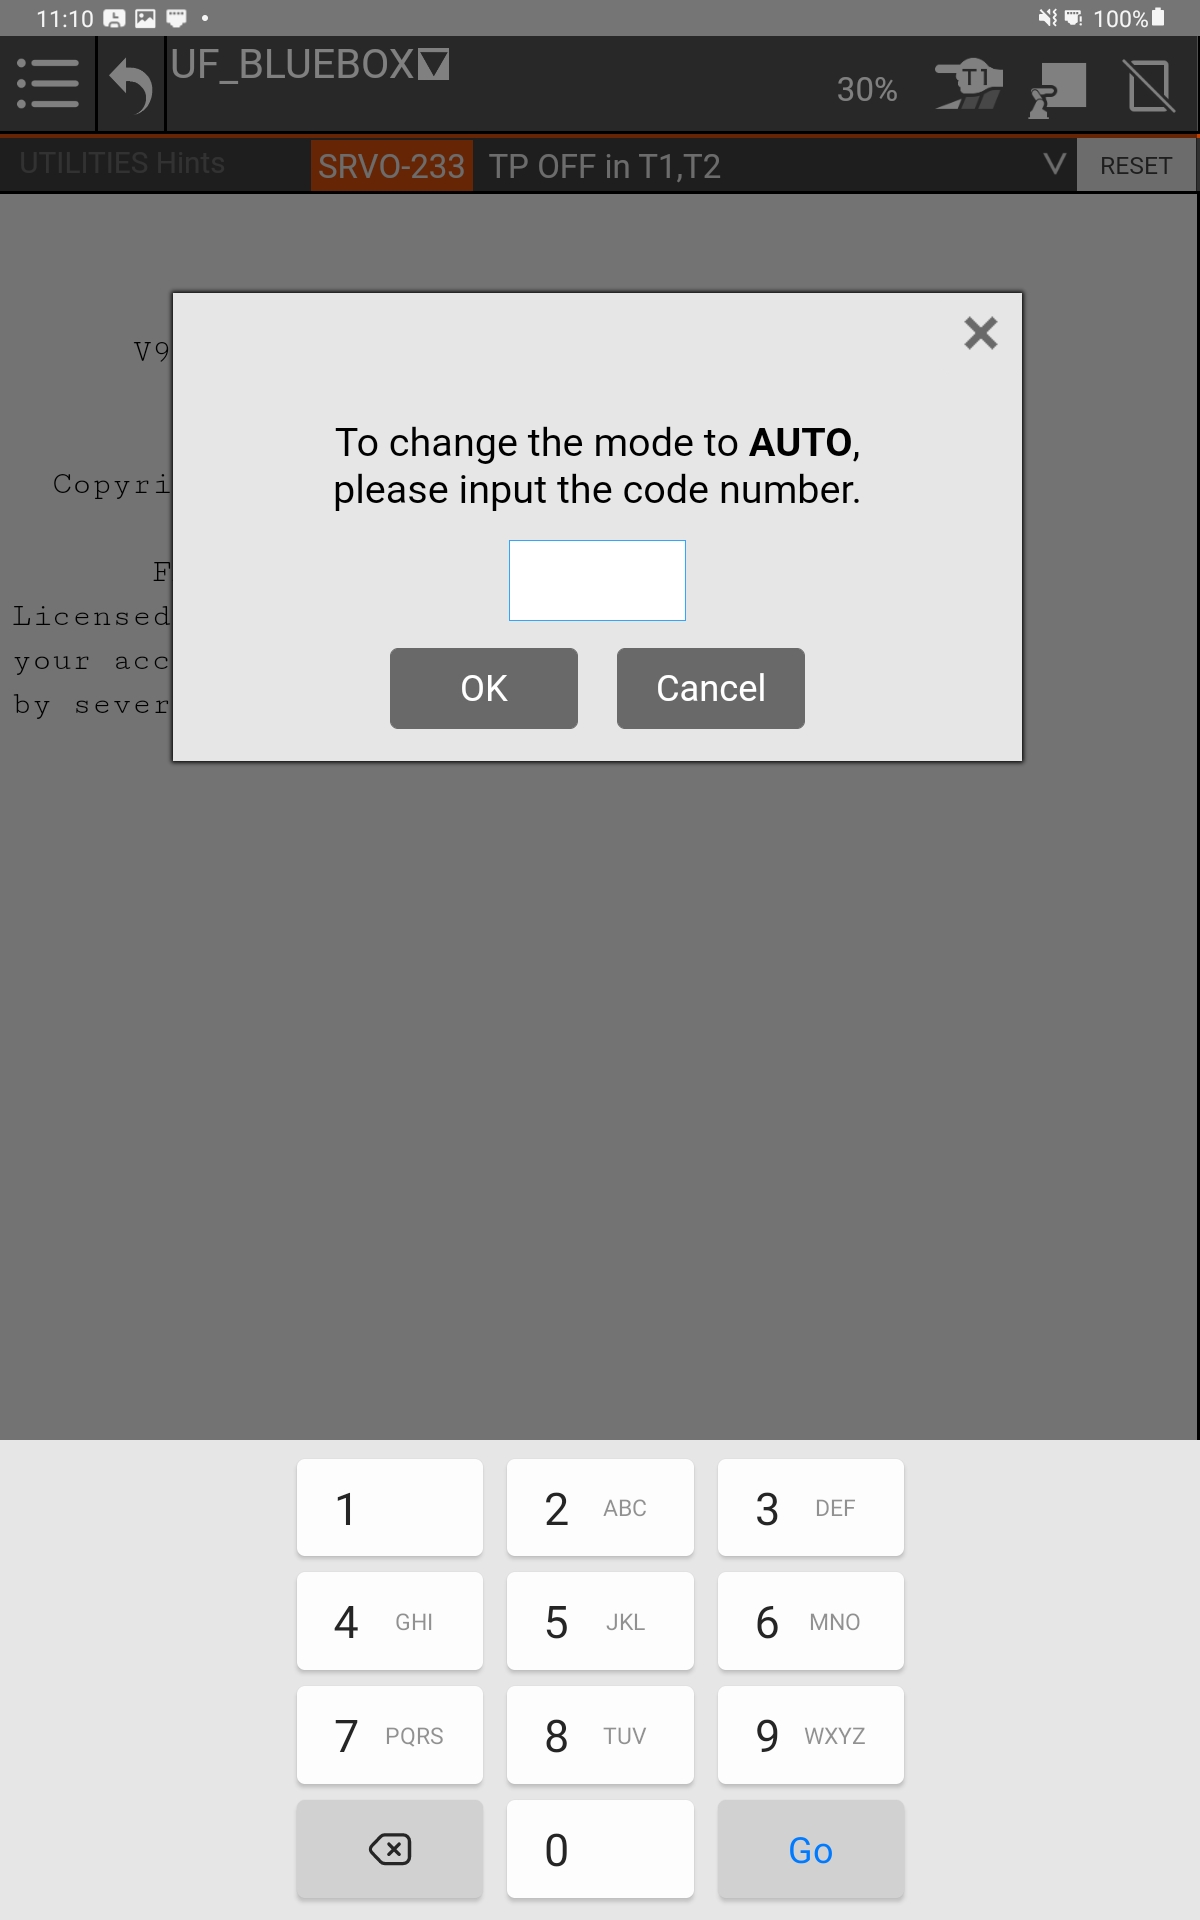 11:10
100%
UF_BLUEBOX
30%
T1
UTILITIES Hints
SRVO-233
TP OFF in T1,T2
RESET
V9
Copyri
F
Licensed
your acc
by sever
To change the mode to AUTO,
please input the code number.
OK
Cancel
1
2 ABC
3 DEF
4 GHI
5 JKL
6 MNO
7 PQRS
8 TUV
9 WXYZ
0
Go